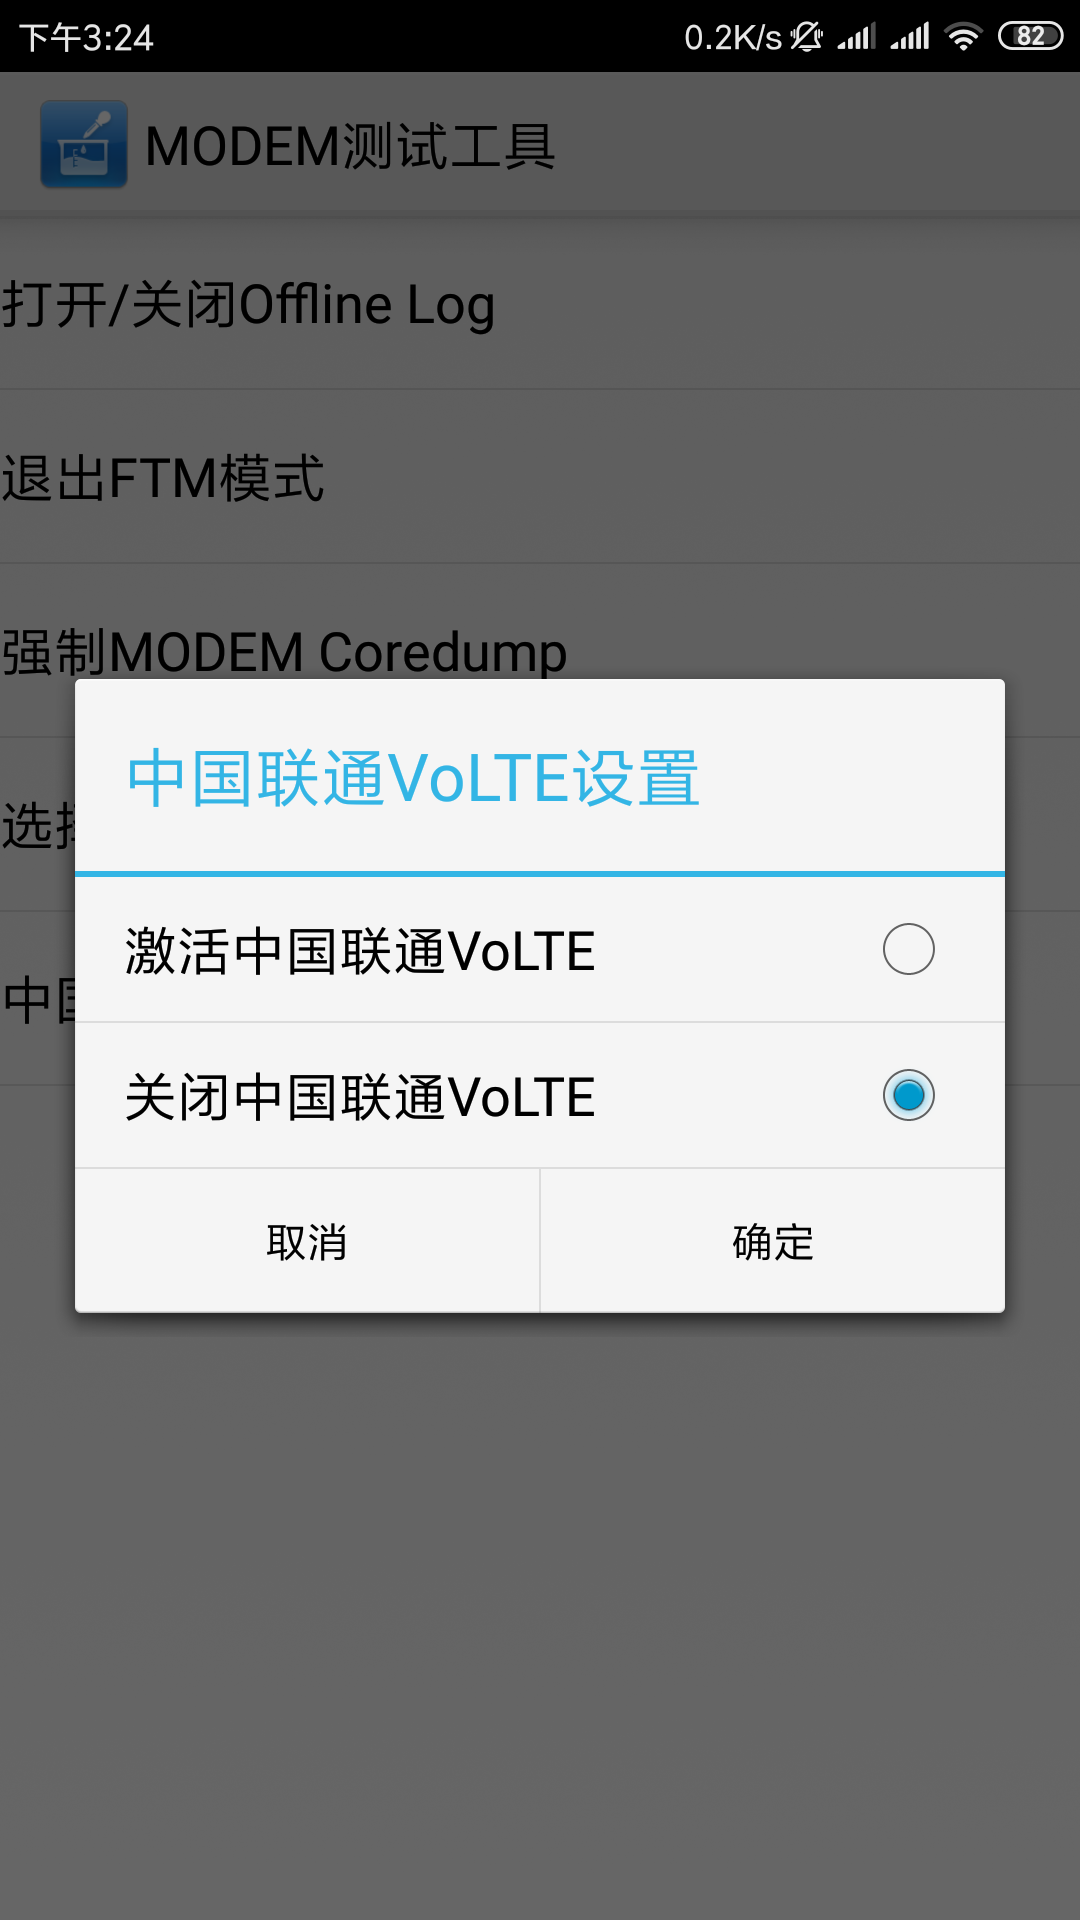 下午3:24
0.2K/s
82
MODEM测试工具
打开/关闭Offline Log
退出FTM模式
强制MODEM Coredump
选
中国联通VoLTE设置
激活中国联通VoLTE
中
关闭中国联通VoLTE
取消
确定